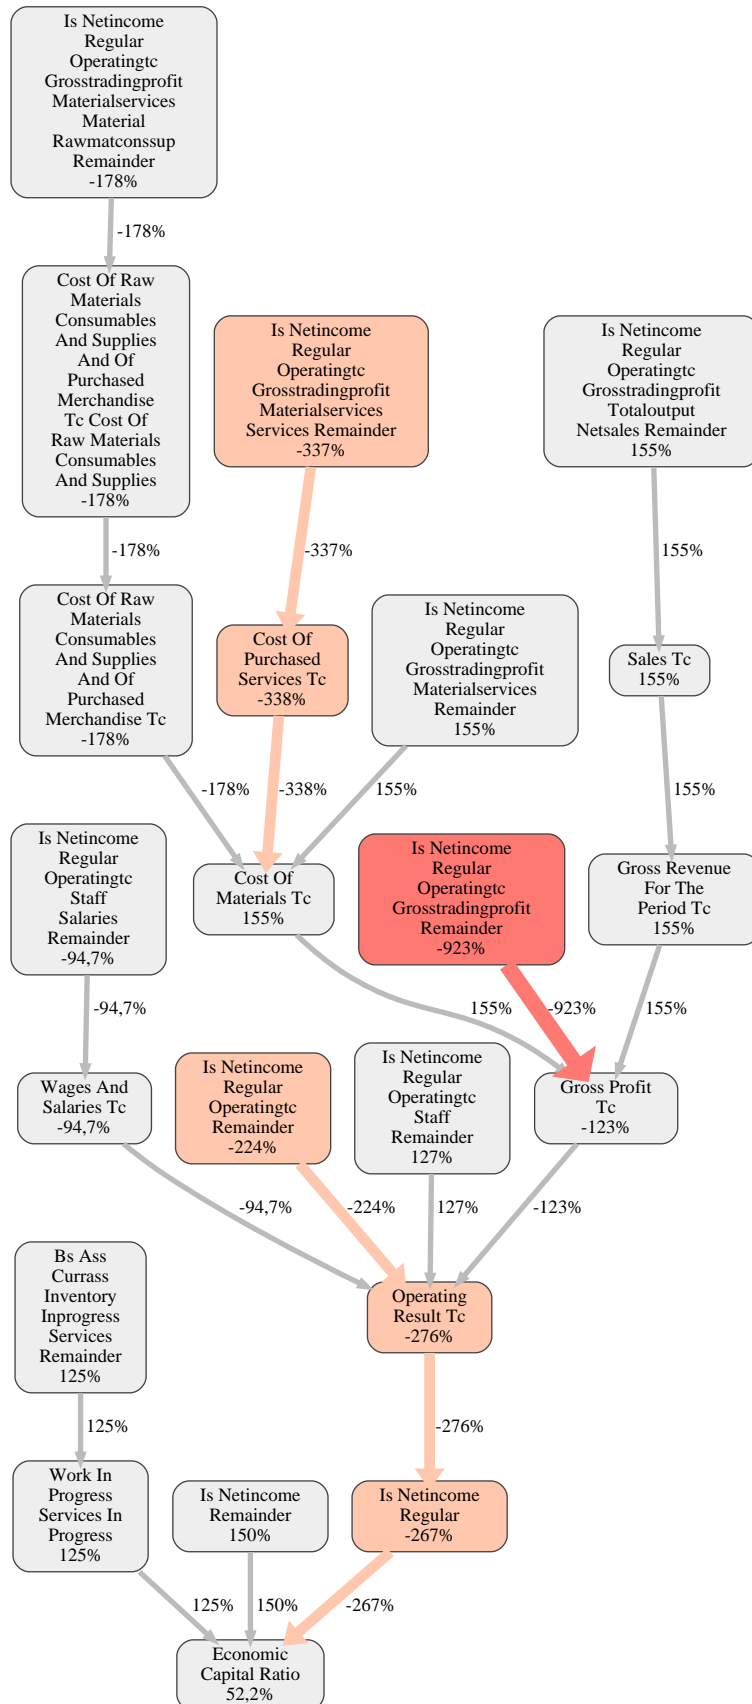 Is Netincome
Regular
Operatingtc
Grosstradingprofit
Materialservices
Material
Rawmatconssup
Remainder
-178%
-178%
Cost Of Raw
Materials
Consumables
And Supplies
And Of
Purchased
Merchandise
Tc Cost Of
Raw Materials
Consumables
And Supplies
-178%
Is Netincome
Regular
Operatingtc
Grosstradingprofit
Materialservices
Services Remainder
-337%
Is Netincome
Regular
Operatingtc
Grosstradingprofit
Totaloutput
Netsales Remainder
155%
-178%
-337%
155%
Cost Of Raw
Materials
Consumables
And Supplies
And Of
Purchased
Merchandise Tc
-178%
Cost Of
Purchased
Services Tc
-338%
Is Netincome
Regular
Operatingtc
Grosstradingprofit
Materialservices
Remainder
155%
Sales Tc
155%
-178%
-338%
155%
155%
Is Netincome
Regular
Operatingtc
Staff
Salaries
Remainder
-94,7%
Cost Of
Materials Tc
155%
Is Netincome
Regular
Operatingtc
Grosstradingprofit
Remainder
-923%
Gross Revenue
For The
Period Tc
155%
-94,7%
155%
-923%
155%
Wages And
Salaries Tc
-94,7%
Is Netincome
Regular
Operatingtc
Remainder
-224%
Is Netincome
Regular
Operatingtc
Staff
Remainder
127%
Gross Profit
Tc
-123%
-94,7%
-224%
127%
-123%
Bs Ass
Currass
Inventory
Inprogress
Services
Remainder
125%
Operating
Result Tc
-276%
125%
-276%
Work In
Progress
Services In
Progress
125%
Is Netincome
Remainder
150%
Is Netincome
Regular
-267%
125%
150%
-267%
Economic
Capital Ratio
52,2%